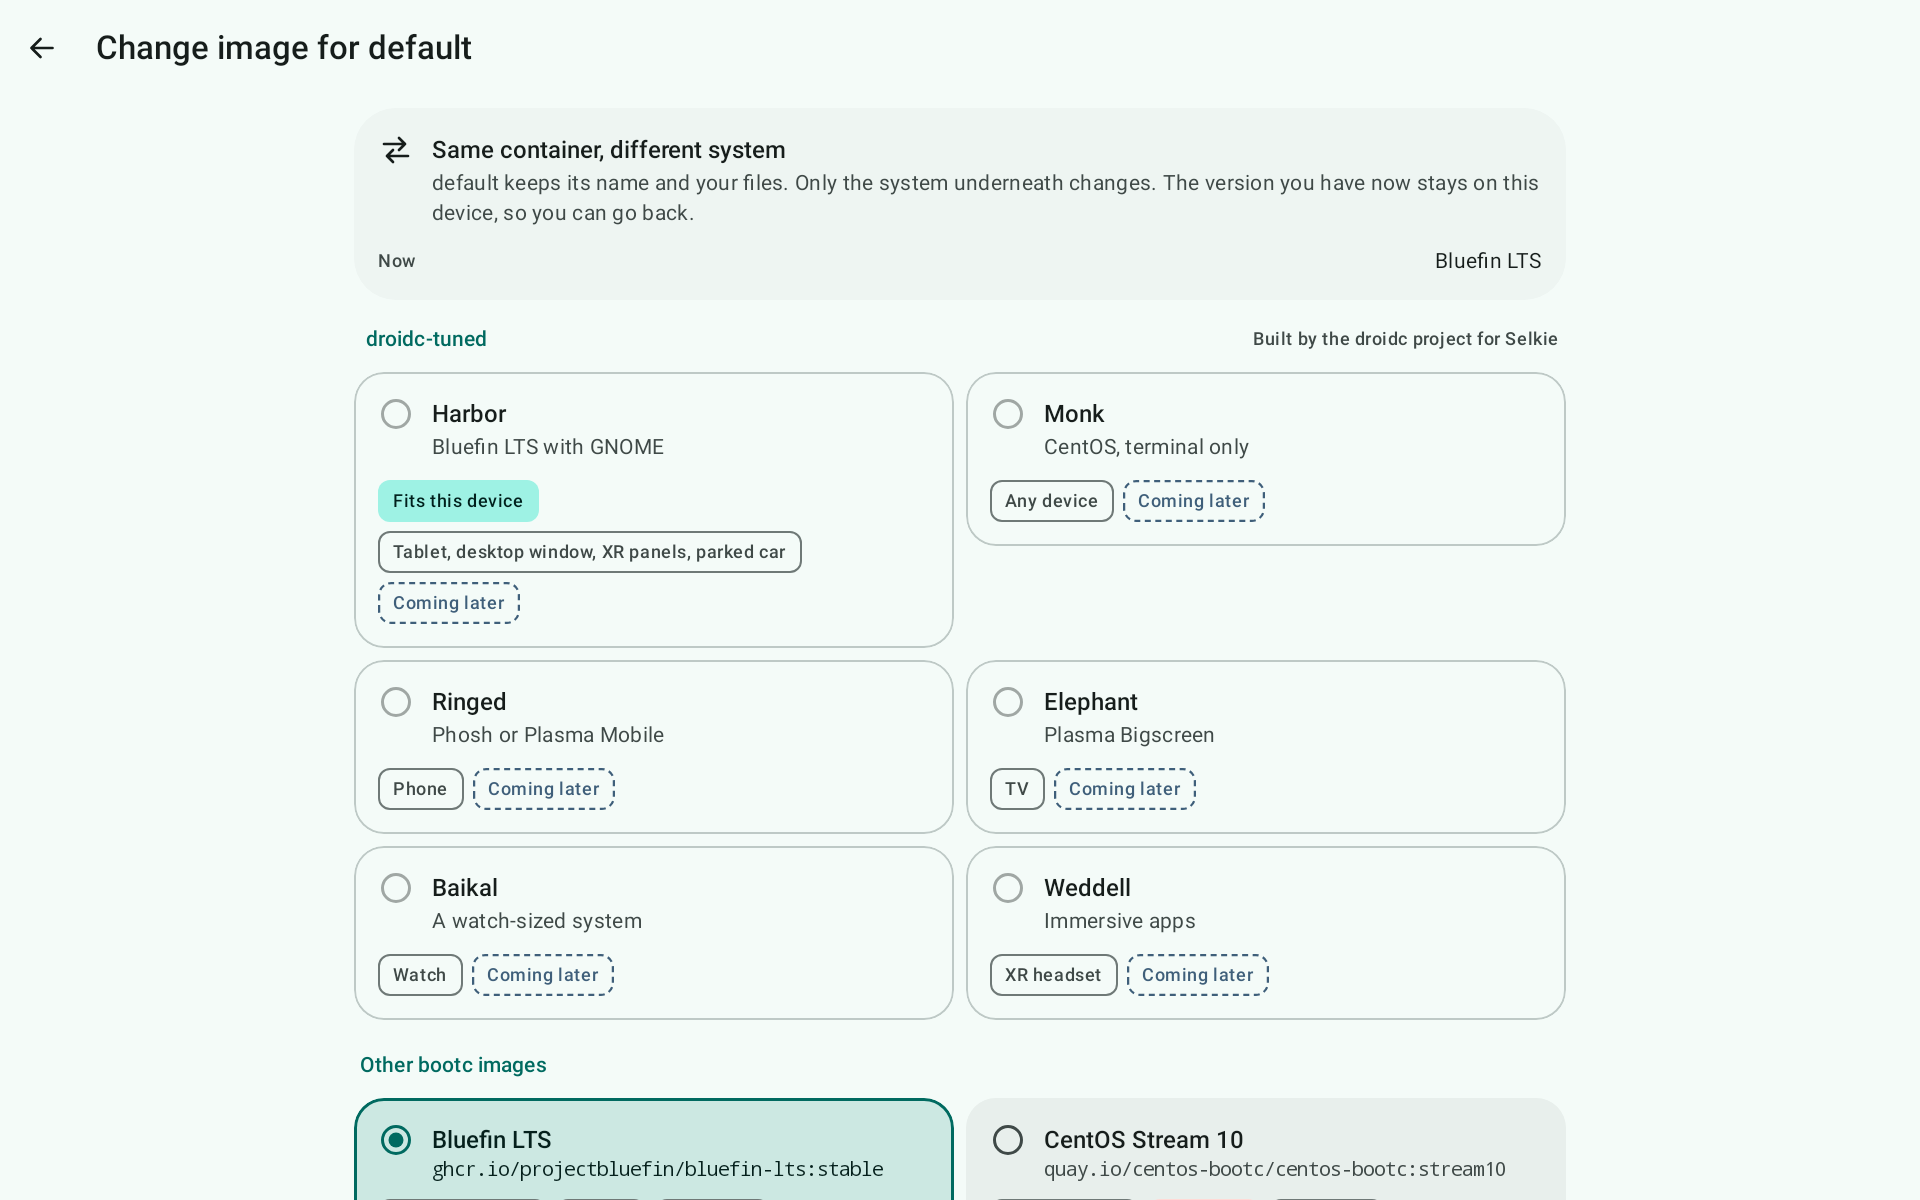 Change image for default
Same container, different system
default keeps its name and your files. Only the system underneath changes. The version you have now stays on this
device, so you can go back.
Now
Bluefin LTS
droidc-tuned
Built by the droidc project for Selkie
Harbor
Bluefin LTS with GNOME
Fits this device
Tablet, desktop window, XR panels, parked car
Coming later
Monk
CentOS, terminal only
Any device
Coming later
Ringed
Phosh or Plasma Mobile
Phone
Coming later
Elephant
Plasma Bigscreen
TV
Coming later
Baikal
A watch-sized system
Watch
Coming later
Weddell
Immersive apps
XR headset
Coming later
Other bootc images
Bluefin LTS
ghcr.io/projectbluefin/bluefin-lts:stable
CentOS Stream 10
quay.io/centos-bootc/centos-bootc:stream10